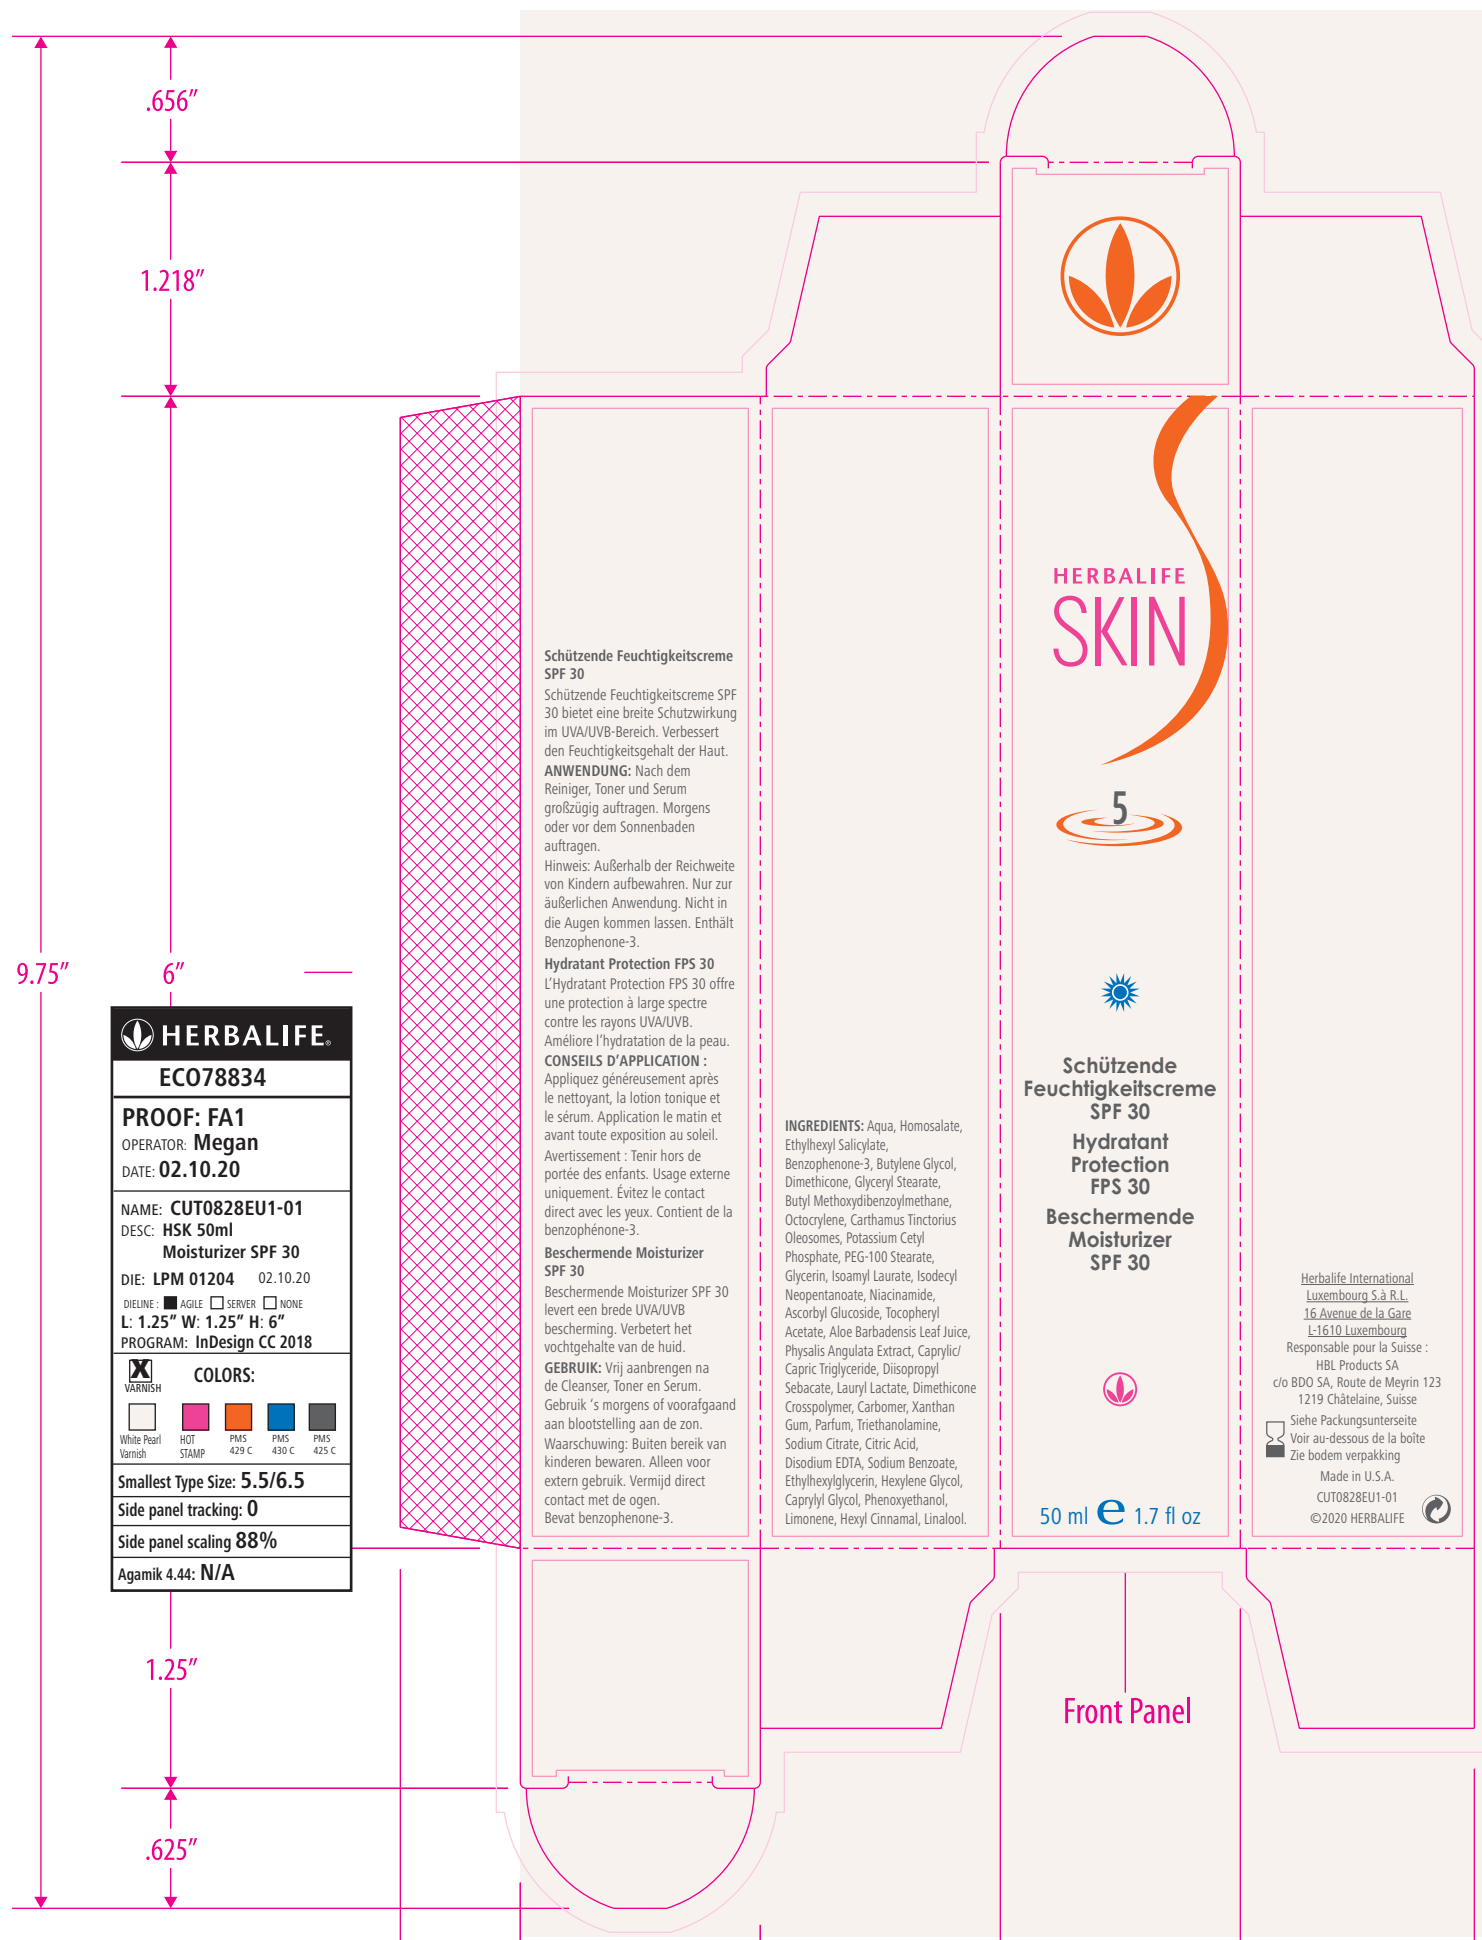 .656"
1.218"
9.75"
6"
1.25"
.625"
HERBALIFE®
ECO78834
PROOF: FA1
OPERATOR: Megan
DATE: 02.10.20
NAME: CUT0828EU1-01
DESC: HSK 50ml
Moisturizer SPF 30
DIE: LPM 01204 02.10.20
DIELINE : AGILE SERVER NONE
L: 1.25" W: 1.25" H: 6"
PROGRAM: InDesign CC 2018
X
VARNISH
COLORS:
White Pearl
Varnish
HOT
STAMP
PMS
429 C
PMS
430 C
PMS
425 C
Smallest Type Size: 5.5/6.5
Side panel tracking: 0
Side panel scaling 88%
Agamik 4.44: N/A
Schützende Feuchtigkeitscreme
SPF 30
Schützende Feuchtigkeitscreme SPF
30 bietet eine breite Schutzwirkung
im UVA/UVB-Bereich. Verbessert
den Feuchtigkeitsgehalt der Haut.
ANWENDUNG: Nach dem
Reiniger, Toner und Serum
großzügig auftragen. Morgens
oder vor dem Sonnenbaden
auftragen.
Hinweis: Außerhalb der Reichweite
von Kindern aufbewahren. Nur zur
äußerlichen Anwendung. Nicht in
die Augen kommen lassen. Enthält
Benzophenone-3.
Hydratant Protection FPS 30
L'Hydratant Protection FPS 30 offre
une protection à large spectre
contre les rayons UVA/UVB.
Améliore l'hydratation de la peau.
CONSEILS D'APPLICATION :
Appliquez généreusement après
le nettoyant, la lotion tonique et
le sérum. Application le matin et
avant toute exposition au soleil.
Avertissement : Tenir hors de
portée des enfants. Usage externe
uniquement. Évitez le contact
direct avec les yeux. Contient de la
benzophénone-3.
Beschermende Moisturizer
SPF 30
Beschermende Moisturizer SPF 30
levert een brede UVA/UVB
bescherming. Verbetert het
vochtgehalte van de huid.
GEBRUIK: Vrij aanbrengen na
de Cleanser, Toner en Serum.
Gebruik 's morgens of voorafgaand
aan blootstelling aan de zon.
Waarschuwing: Buiten bereik van
kinderen bewaren. Alleen voor
extern gebruik. Vermijd direct
contact met de ogen.
Bevat benzophenone-3.
INGREDIENTS: Aqua, Homosalate,
Ethylhexyl Salicylate,
Benzophenone-3, Butylene Glycol,
Dimethicone, Glyceryl Stearate,
Butyl Methoxydibenzoylmethane,
Octocrylene, Carthamus Tinctorius
Oleosomes, Potassium Cetyl
Phosphate, PEG-100 Stearate,
Glycerin, Isoamyl Laurate, Isodecyl
Neopentanoate, Niacinamide,
Ascorbyl Glucoside, Tocopheryl
Acetate, Aloe Barbadensis Leaf Juice,
Physalis Angulata Extract, Caprylic/
Capric Triglyceride, Diisopropyl
Sebacate, Lauryl Lactate, Dimethicone
Crosspolymer, Carbomer, Xanthan
Gum, Parfum, Triethanolamine,
Sodium Citrate, Citric Acid,
Disodium EDTA, Sodium Benzoate,
Ethylhexylglycerin, Hexylene Glycol,
Caprylyl Glycol, Phenoxyethanol,
Limonene, Hexyl Cinnamal, Linalool.
HERBALIFE
SKIN
5
Schützende
Feuchtigkeitscreme
SPF 30
Hydratant
Protection
FPS 30
Beschermende
Moisturizer
SPF 30
50 ml e 1.7 fl oz
Front Panel
Herbalife International
Luxembourg S.à R.L.
16 Avenue de la Gare
L-1610 Luxembourg
Responsable pour la Suisse :
HBL Products SA
c/o BDO SA, Route de Meyrin 123
1219 Châtelaine, Suisse
Siehe Packungsunterseite
Voir au-dessous de la boîte
Zie bodem verpakking
Made in U.S.A.
CUT0828EU1-01
©2020 HERBALIFE